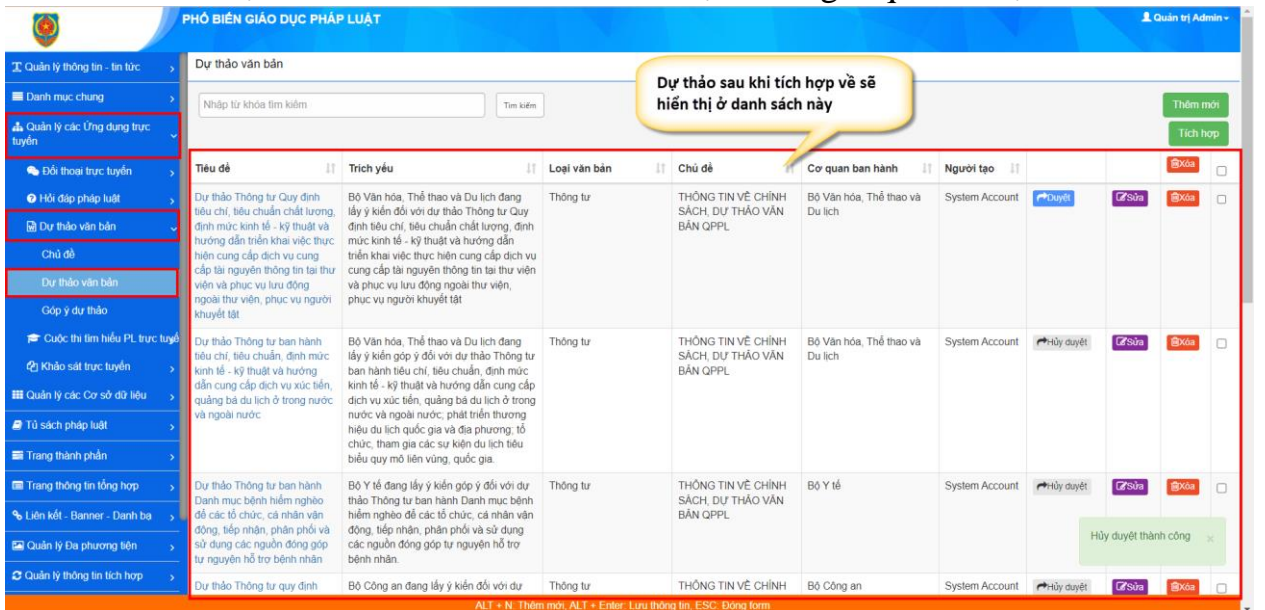 PHỔ BIẾN GIÁO DỤC PHÁP LUẬT
Quản trị Admin
Quản lý thông tin - tin tức
Danh mục chung
Quản lý các Ứng dụng trực
tuyến
Đối thoại trực tuyến
Hỏi đáp pháp luật
Dự thảo văn bản
Chủ đề
Dự thảo văn bản
Góp ý dự thảo
Cuộc thi tìm hiểu PL trực tuyế
Khảo sát trực tuyến
Quản lý các Cơ sở dữ liệu
Tủ sách pháp luật
Trang thành phần
Trang thông tin tổng hợp
Liên kết - Banner - Danh bạ
Quản lý Đa phương tiện
Quản lý thông tin tích hợp
Dự thảo văn bản
Nhập từ khóa tìm kiếm
Tìm kiếm
Dự thảo sau khi tích hợp về sẽ
hiển thị ở danh sách này
Thêm mới
Tích hợp
Tiêu đề Trích yếu Loại văn bản Chủ đề Cơ quan ban hành Người tạo Xóa
Dự thảo Thông tư Quy định
tiêu chí, tiêu chuẩn chất lượng,
định mức kinh tế - kỹ thuật và
hướng dẫn triển khai việc thực
hiện cung cấp dịch vụ cung
cấp tài nguyên thông tin tại thư
viện và phục vụ lưu động
ngoài thư viện, phục vụ người
khuyết tật
Bộ Văn hóa, Thể thao và Du lịch đang
lấy ý kiến đối với dự thảo Thông tư Quy
định tiêu chí, tiêu chuẩn chất lượng, định
mức kinh tế - kỹ thuật và hướng dẫn
triển khai việc thực hiện cung cấp dịch vụ
cung cấp tài nguyên thông tin tại thư viện
và phục vụ lưu động ngoài thư viện,
phục vụ người khuyết tật
Thông tư
THÔNG TIN VỀ CHÍNH
SÁCH, DỰ THẢO VĂN
BẢN QPPL
Bộ Văn hóa, Thể thao và
Du lịch
System Account
Duyệt
Sửa
Xóa
Dự thảo Thông tư ban hành
tiêu chí, tiêu chuẩn, định mức
kinh tế - kỹ thuật và hướng
dẫn cung cấp dịch vụ xúc tiến,
quảng bá du lịch ở trong nước
và ngoài nước
Bộ Văn hóa, Thể thao và Du lịch đang
lấy ý kiến góp ý đối với dự thảo Thông tư
ban hành tiêu chí, tiêu chuẩn, định mức
kinh tế - kỹ thuật và hướng dẫn cung cấp
dịch vụ xúc tiến, quảng bá du lịch ở trong
nước và ngoài nước; phát triển thương
hiệu du lịch quốc gia và địa phương; tổ
chức, tham gia các sự kiện du lịch tiêu
biểu quy mô liên vùng, quốc gia.
Thông tư
THÔNG TIN VỀ CHÍNH
SÁCH, DỰ THẢO VĂN
BẢN QPPL
Bộ Văn hóa, Thể thao và
Du lịch
System Account
Hủy duyệt
Sửa
Xóa
Dự thảo Thông tư ban hành
Danh mục bệnh hiểm nghèo
để các tổ chức, cá nhân vận
động, tiếp nhận, phân phối và
sử dụng các nguồn đóng góp
tự nguyện hỗ trợ bệnh nhân
Bộ Y tế đang lấy ý kiến góp ý đối với dự
thảo Thông tư ban hành Danh mục bệnh
hiểm nghèo để các tổ chức, cá nhân vận
động, tiếp nhận, phân phối và sử dụng
các nguồn đóng góp tự nguyện hỗ trợ
bệnh nhân.
Thông tư
THÔNG TIN VỀ CHÍNH
SÁCH, DỰ THẢO VĂN
BẢN QPPL
Bộ Y tế
System Account
Hủy duyệt
Sửa
Xóa
Hủy duyệt thành công ×
Dự thảo Thông tư quy định
Bộ Công an đang lấy ý kiến đối với dự
Thông tư
THÔNG TIN VỀ CHÍNH
Bộ Công an
System Account
Hủy duyệt
Sửa
Xóa
ALT + N: Thêm mới, ALT + Enter: Lưu thông tin, ESC: Đóng form